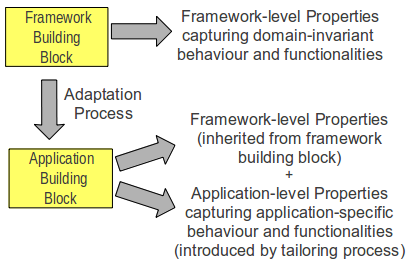 Framework
Building
Block
Framework-level Properties
capturing domain-invariant
behaviour and functionalities
Adaptation
Process
Application
Building
Block
Framework-level Properties
(inherited from framework
building block)
+
Application-level Properties
capturing application-specific
behaviour and functionalities
(introduced by tailoring process)